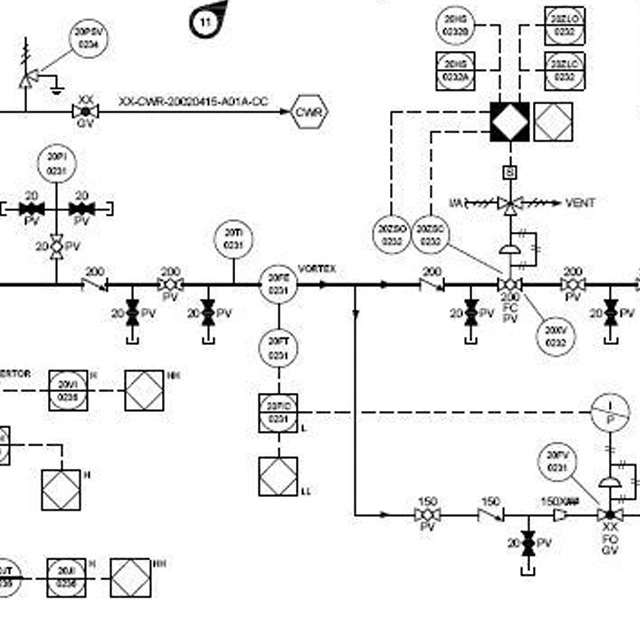 11
20PSV
0234
XX
GV
XX-CWR-20020415-A01A-CC
CWR
20HS
0232B
20ZLO
0232
20HS
0232A
20ZLC
0232
S
I/A
VENT
20PI
0231
20
PV
20
PV
20
PV
20TI
0231
20ZSO
0232
20ZSC
0232
200
200
PV
20FE
0231
VORTEX
200
200
FC
PV
200
PV
20
PV
20
PV
20
PV
20
PV
20XV
0232
20FT
0231
ERTOR
20VI
0236
H
HH
20FIC
0231
L
LL
I
P
H
20FV
0231
150
PV
150
150X
XX
FO
GV
20
PV
20JI
0236
H
HH